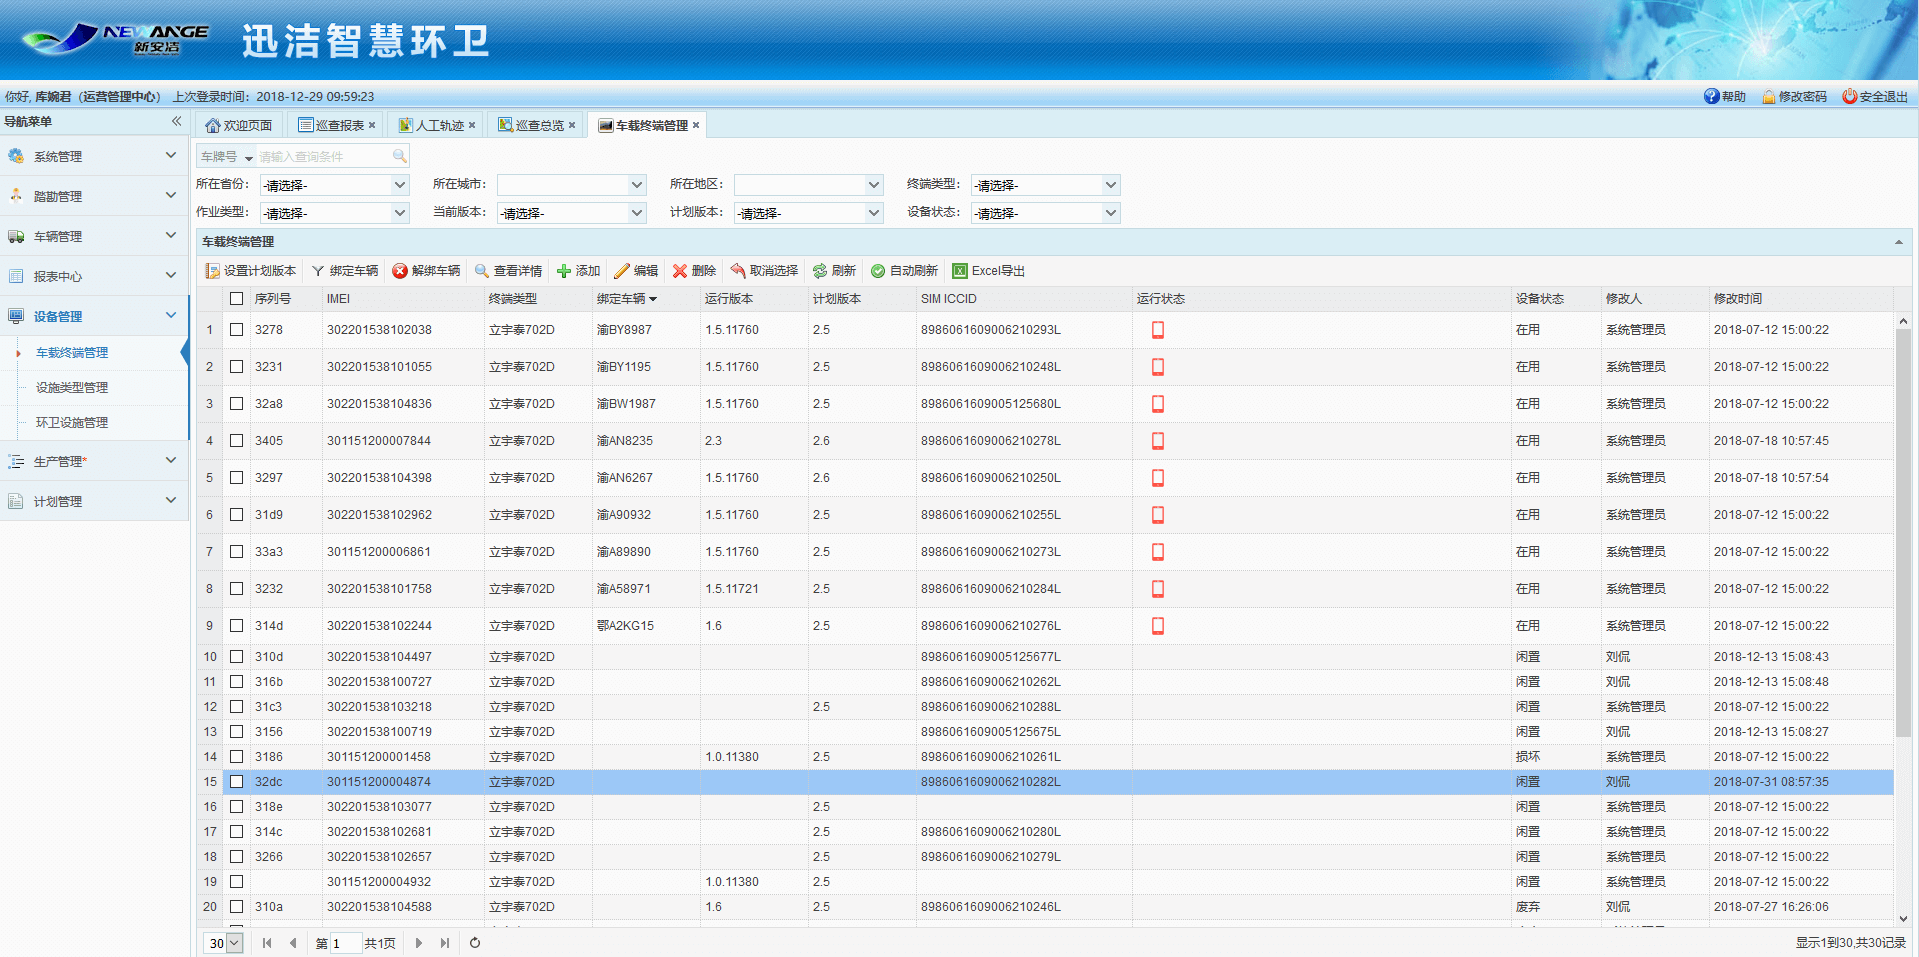 NEWANGE 新安洁 迅洁智慧环卫
你好, 库婉君（运营管理中心） 上次登录时间：2018-12-29 09:59:23 帮助 修改密码 安全退出
导航菜单 欢迎页面 巡查报表 人工轨迹 巡查总览 车载终端管理
系统管理
踏勘管理
车辆管理
报表中心
设备管理
车载终端管理
设施类型管理
环卫设施管理
生产管理*
计划管理
车牌号 请输入查询条件
所在省份： -请选择- 所在城市： 所在地区： 终端类型： -请选择-
作业类型： -请选择- 当前版本： -请选择- 计划版本： -请选择- 设备状态： -请选择-
车载终端管理
设置计划版本 绑定车辆 解绑车辆 查看详情 添加 编辑 删除 取消选择 刷新 自动刷新 Excel导出
序列号 IMEI 终端类型 绑定车辆 运行版本 计划版本 SIM ICCID 运行状态 设备状态 修改人 修改时间
1 3278 302201538102038 立宇泰702D 渝BY8987 1.5.11760 2.5 8986061609006210293L 在用 系统管理员 2018-07-12 15:00:22
2 3231 302201538101055 立宇泰702D 渝BY1195 1.5.11760 2.5 8986061609006210248L 在用 系统管理员 2018-07-12 15:00:22
3 32a8 302201538104836 立宇泰702D 渝BW1987 1.5.11760 2.5 8986061609005125680L 在用 系统管理员 2018-07-12 15:00:22
4 3405 301151200007844 立宇泰702D 渝AN8235 2.3 2.6 8986061609006210278L 在用 系统管理员 2018-07-18 10:57:45
5 3297 302201538104398 立宇泰702D 渝AN6267 1.5.11760 2.6 8986061609006210250L 在用 系统管理员 2018-07-18 10:57:54
6 31d9 302201538102962 立宇泰702D 渝A90932 1.5.11760 2.5 8986061609006210255L 在用 系统管理员 2018-07-12 15:00:22
7 33a3 301151200006861 立宇泰702D 渝A89890 1.5.11760 2.5 8986061609006210273L 在用 系统管理员 2018-07-12 15:00:22
8 3232 302201538101758 立宇泰702D 渝A58971 1.5.11721 2.5 8986061609006210284L 在用 系统管理员 2018-07-12 15:00:22
9 314d 302201538102244 立宇泰702D 鄂A2KG15 1.6 2.5 8986061609006210276L 在用 系统管理员 2018-07-12 15:00:22
10 310d 302201538104497 立宇泰702D 8986061609005125677L 闲置 刘侃 2018-12-13 15:08:43
11 316b 302201538100727 立宇泰702D 8986061609006210262L 闲置 刘侃 2018-12-13 15:08:48
12 31c3 302201538103218 立宇泰702D 2.5 8986061609006210288L 闲置 系统管理员 2018-07-12 15:00:22
13 3156 302201538100719 立宇泰702D 8986061609005125675L 闲置 刘侃 2018-12-13 15:08:27
14 3186 301151200001458 立宇泰702D 1.0.11380 2.5 8986061609006210261L 损坏 系统管理员 2018-07-12 15:00:22
15 32dc 301151200004874 立宇泰702D 8986061609006210282L 闲置 刘侃 2018-07-31 08:57:35
16 318e 302201538103077 立宇泰702D 2.5 闲置 系统管理员 2018-07-12 15:00:22
17 314c 302201538102681 立宇泰702D 2.5 8986061609006210280L 闲置 系统管理员 2018-07-12 15:00:22
18 3266 302201538102657 立宇泰702D 2.5 8986061609006210279L 闲置 系统管理员 2018-07-12 15:00:22
19 301151200004932 立宇泰702D 1.0.11380 2.5 闲置 系统管理员 2018-07-12 15:00:22
20 310a 302201538104588 立宇泰702D 1.6 2.5 8986061609006210246L 废弃 刘侃 2018-07-27 16:26:06
30 第 1 共1页 显示1到30,共30记录